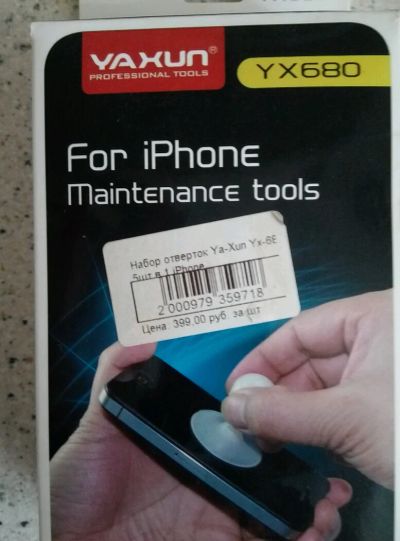 YAXUN®
PROFESSIONAL TOOLS
YX680
For iPhone
Maintenance tools
Набор отверток Ya-Xun Yx-6
5шт в 1 iPhone
2 000979 359718
Цена: 399.00 руб. за шт